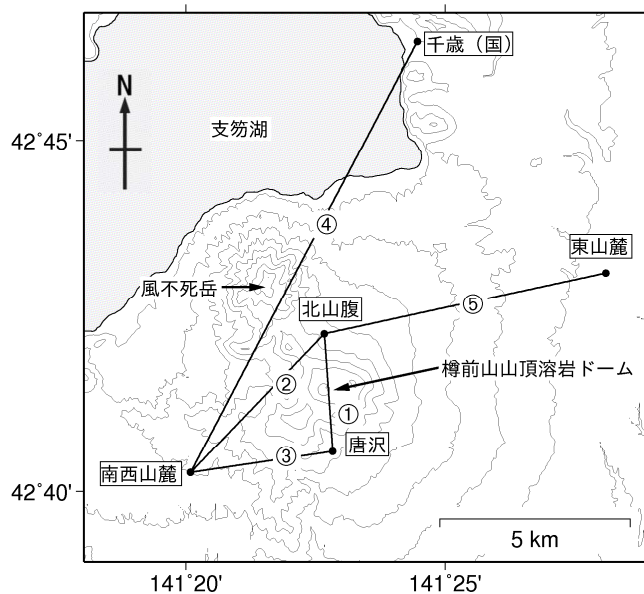 千歳（国）
N
42°45'
支笏湖
④
東山麓
風不死岳
北山腹
⑤
樽前山山頂溶岩ドーム
②
①
唐沢
③
南西山麓
42°40'
5 km
141°20'
141°25'